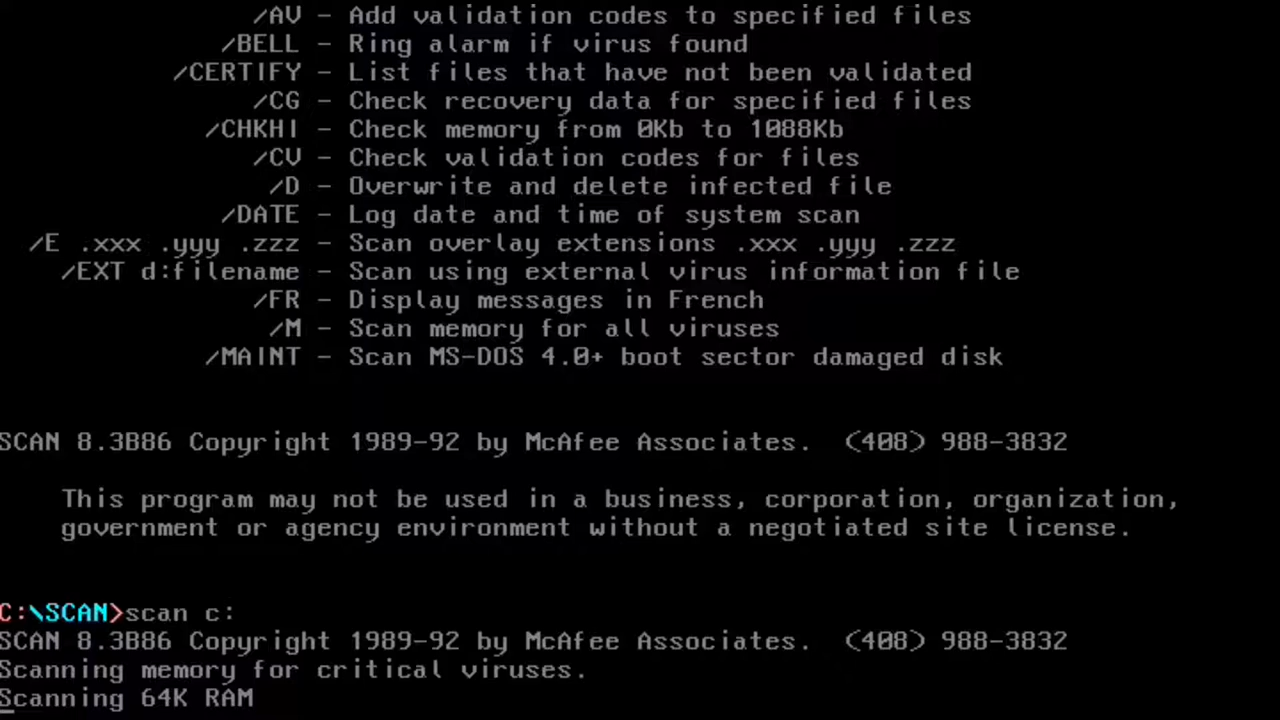 /AV - Add validation codes to specified files
/BELL - Ring alarm if virus found
/CERTIFY - List files that have not been validated
/CG - Check recovery data for specified files
/CHKHI - Check memory from 0Kb to 1088Kb
/CV - Check validation codes for files
/D - Overwrite and delete infected file
/DATE - Log date and time of system scan
/E .xxx .yyy .zzz - Scan overlay extensions .xxx .yyy .zzz
/EXT d:filename - Scan using external virus information file
/FR - Display messages in French
/M - Scan memory for all viruses
/MAINT - Scan MS-DOS 4.0+ boot sector damaged disk
SCAN 8.3B86 Copyright 1989-92 by McAfee Associates.  (408) 988-3832
This program may not be used in a business, corporation, organization,
government or agency environment without a negotiated site license.
C:\SCAN>scan c:
SCAN 8.3B86 Copyright 1989-92 by McAfee Associates.  (408) 988-3832
Scanning memory for critical viruses.
Scanning 64K RAM